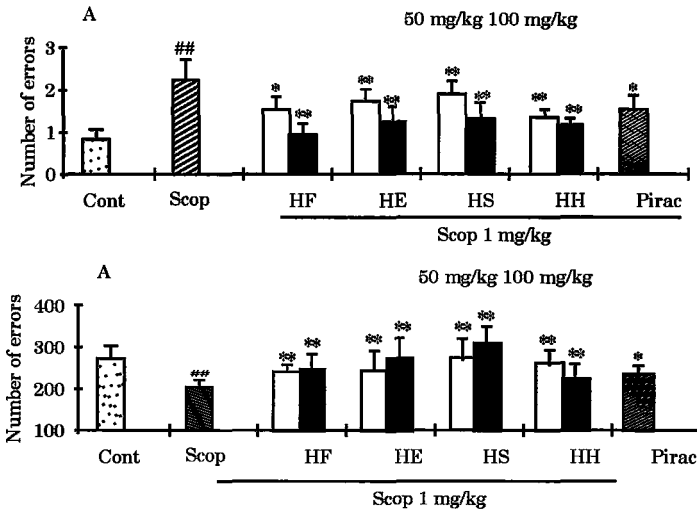 A 50 mg/kg 100 mg/kg
Number of errors
3
2
1
0
##
* ** ** ** ** ** ** ** *
Cont Scop HF HE HS HH Pirac
Scop 1 mg/kg
A 50 mg/kg 100 mg/kg
Number of errors
400
300
200
100
##
** ** ** ** ** ** ** ** *
Cont Scop HF HE HS HH Pirac
Scop 1 mg/kg